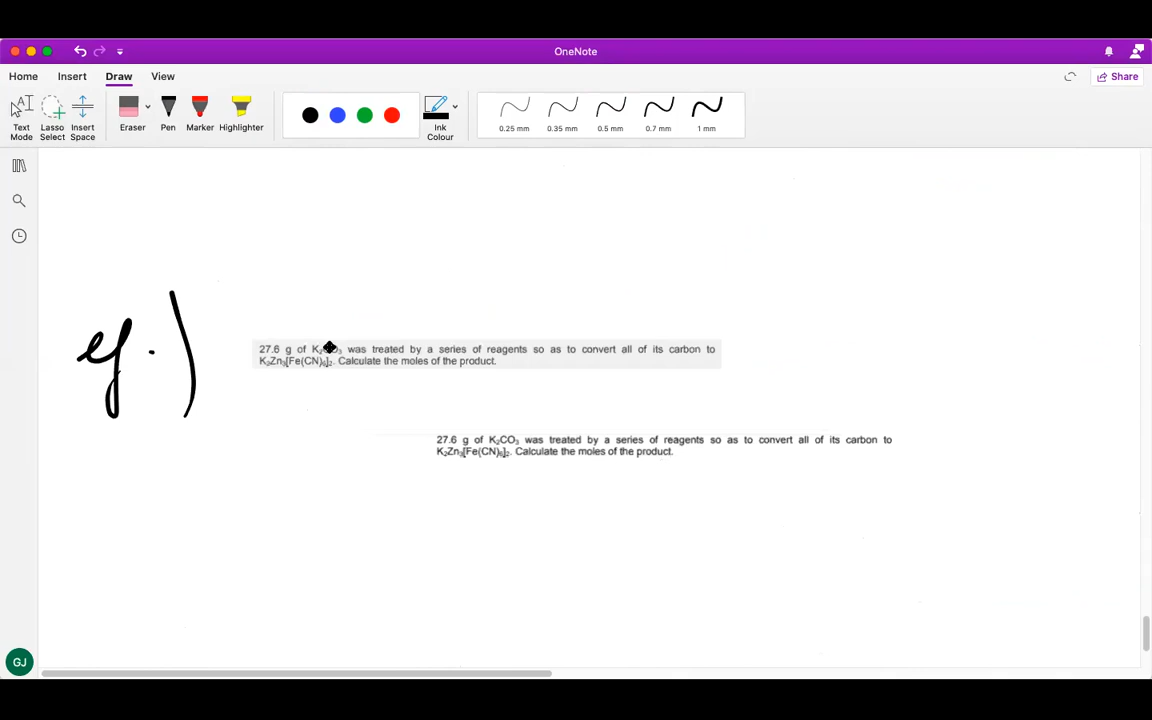 OneNote
Home Insert Draw View
Share
Text Mode
Lasso Select
Insert Space
Eraser
Pen
Marker
Highlighter
Ink Colour
0.25 mm
0.35 mm
0.5 mm
0.7 mm
1 mm
eg.)
27.6 g of K₂CO₃ was treated by a series of reagents so as to convert all of its carbon to
K₂Zn₃[Fe(CN)₆]₂. Calculate the moles of the product.
27.6 g of K₂CO₃ was treated by a series of reagents so as to convert all of its carbon to
K₂Zn₃[Fe(CN)₆]₂. Calculate the moles of the product.
GJ